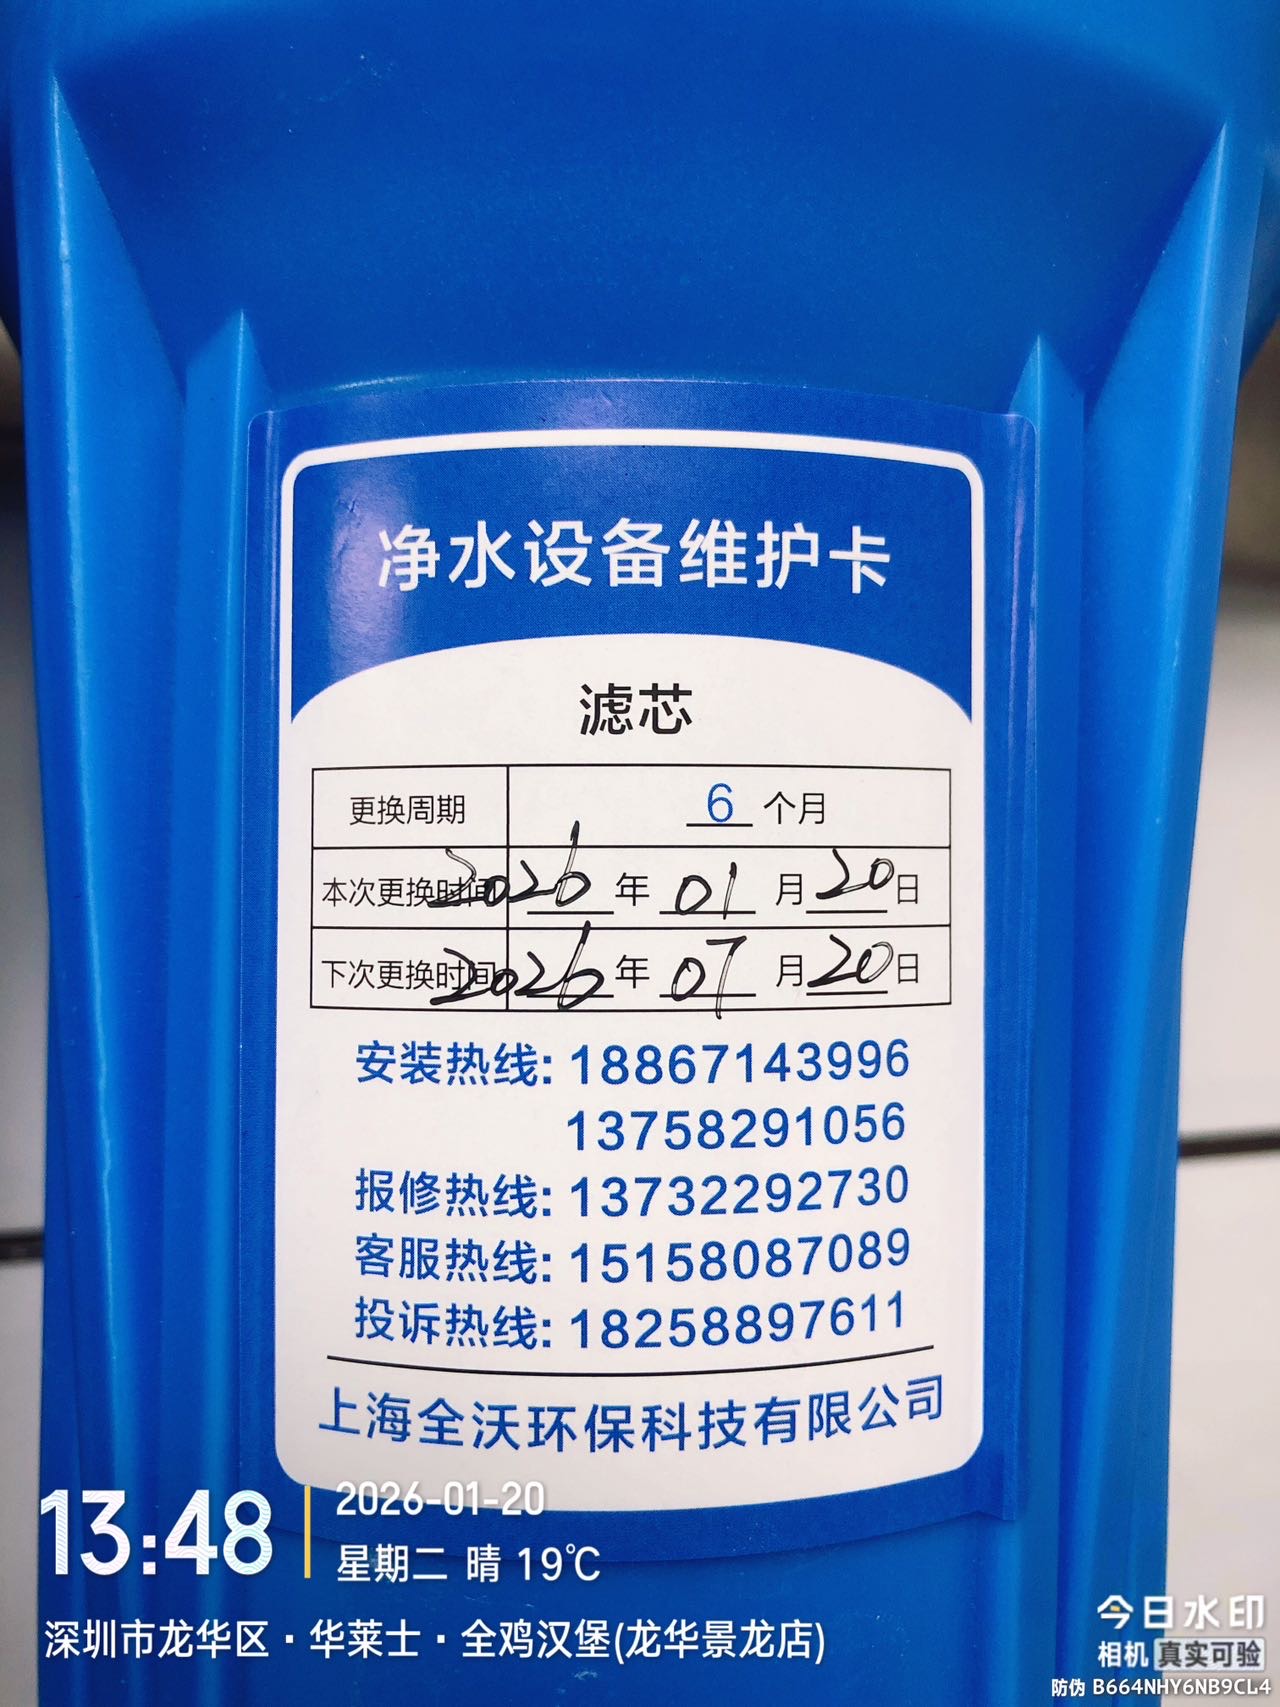 净水设备维护卡
滤芯
更换周期 6 个月
本次更换时间 2026 年 01 月 20 日
下次更换时间 2026 年 07 月 20 日
安装热线: 18867143996
13758291056
报修热线: 13732292730
客服热线: 15158087089
投诉热线: 18258897611
上海全沃环保科技有限公司
13:48
2026-01-20
星期二 晴 19℃
深圳市龙华区·华莱士·全鸡汉堡(龙华景龙店)
今日水印
相机 真实可验
防伪 B664NHY6NB9CL4